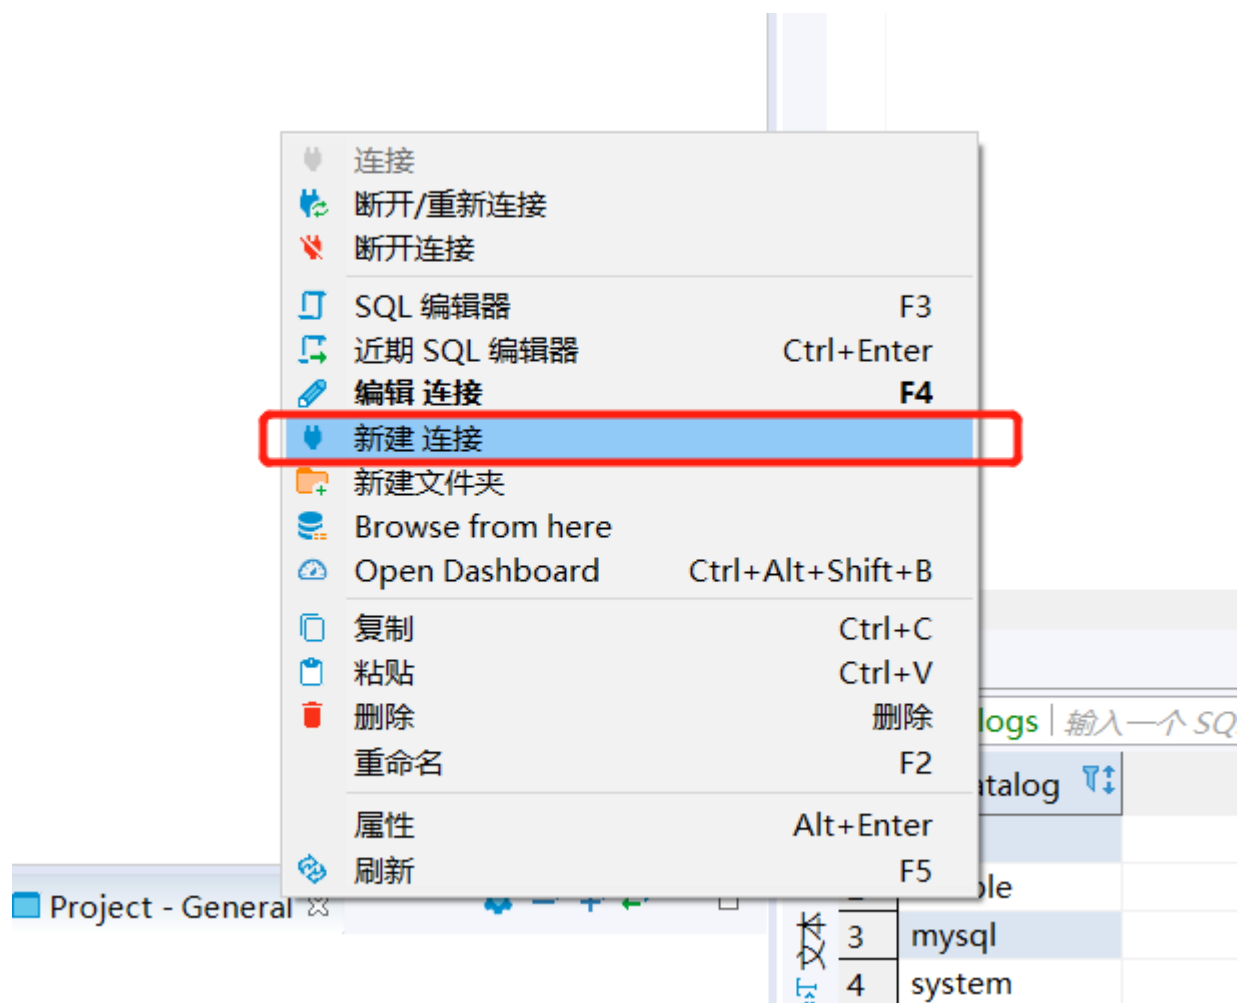 连接
断开/重新连接
断开连接
SQL 编辑器 F3
近期 SQL 编辑器 Ctrl+Enter
编辑 连接 F4
新建 连接
新建文件夹
Browse from here
Open Dashboard Ctrl+Alt+Shift+B
复制 Ctrl+C
粘贴 Ctrl+V
删除 删除
重命名 F2
属性 Alt+Enter
刷新 F5
logs 输入一个 SQ
talog
ple
3 mysql
4 system
Project - General
文本